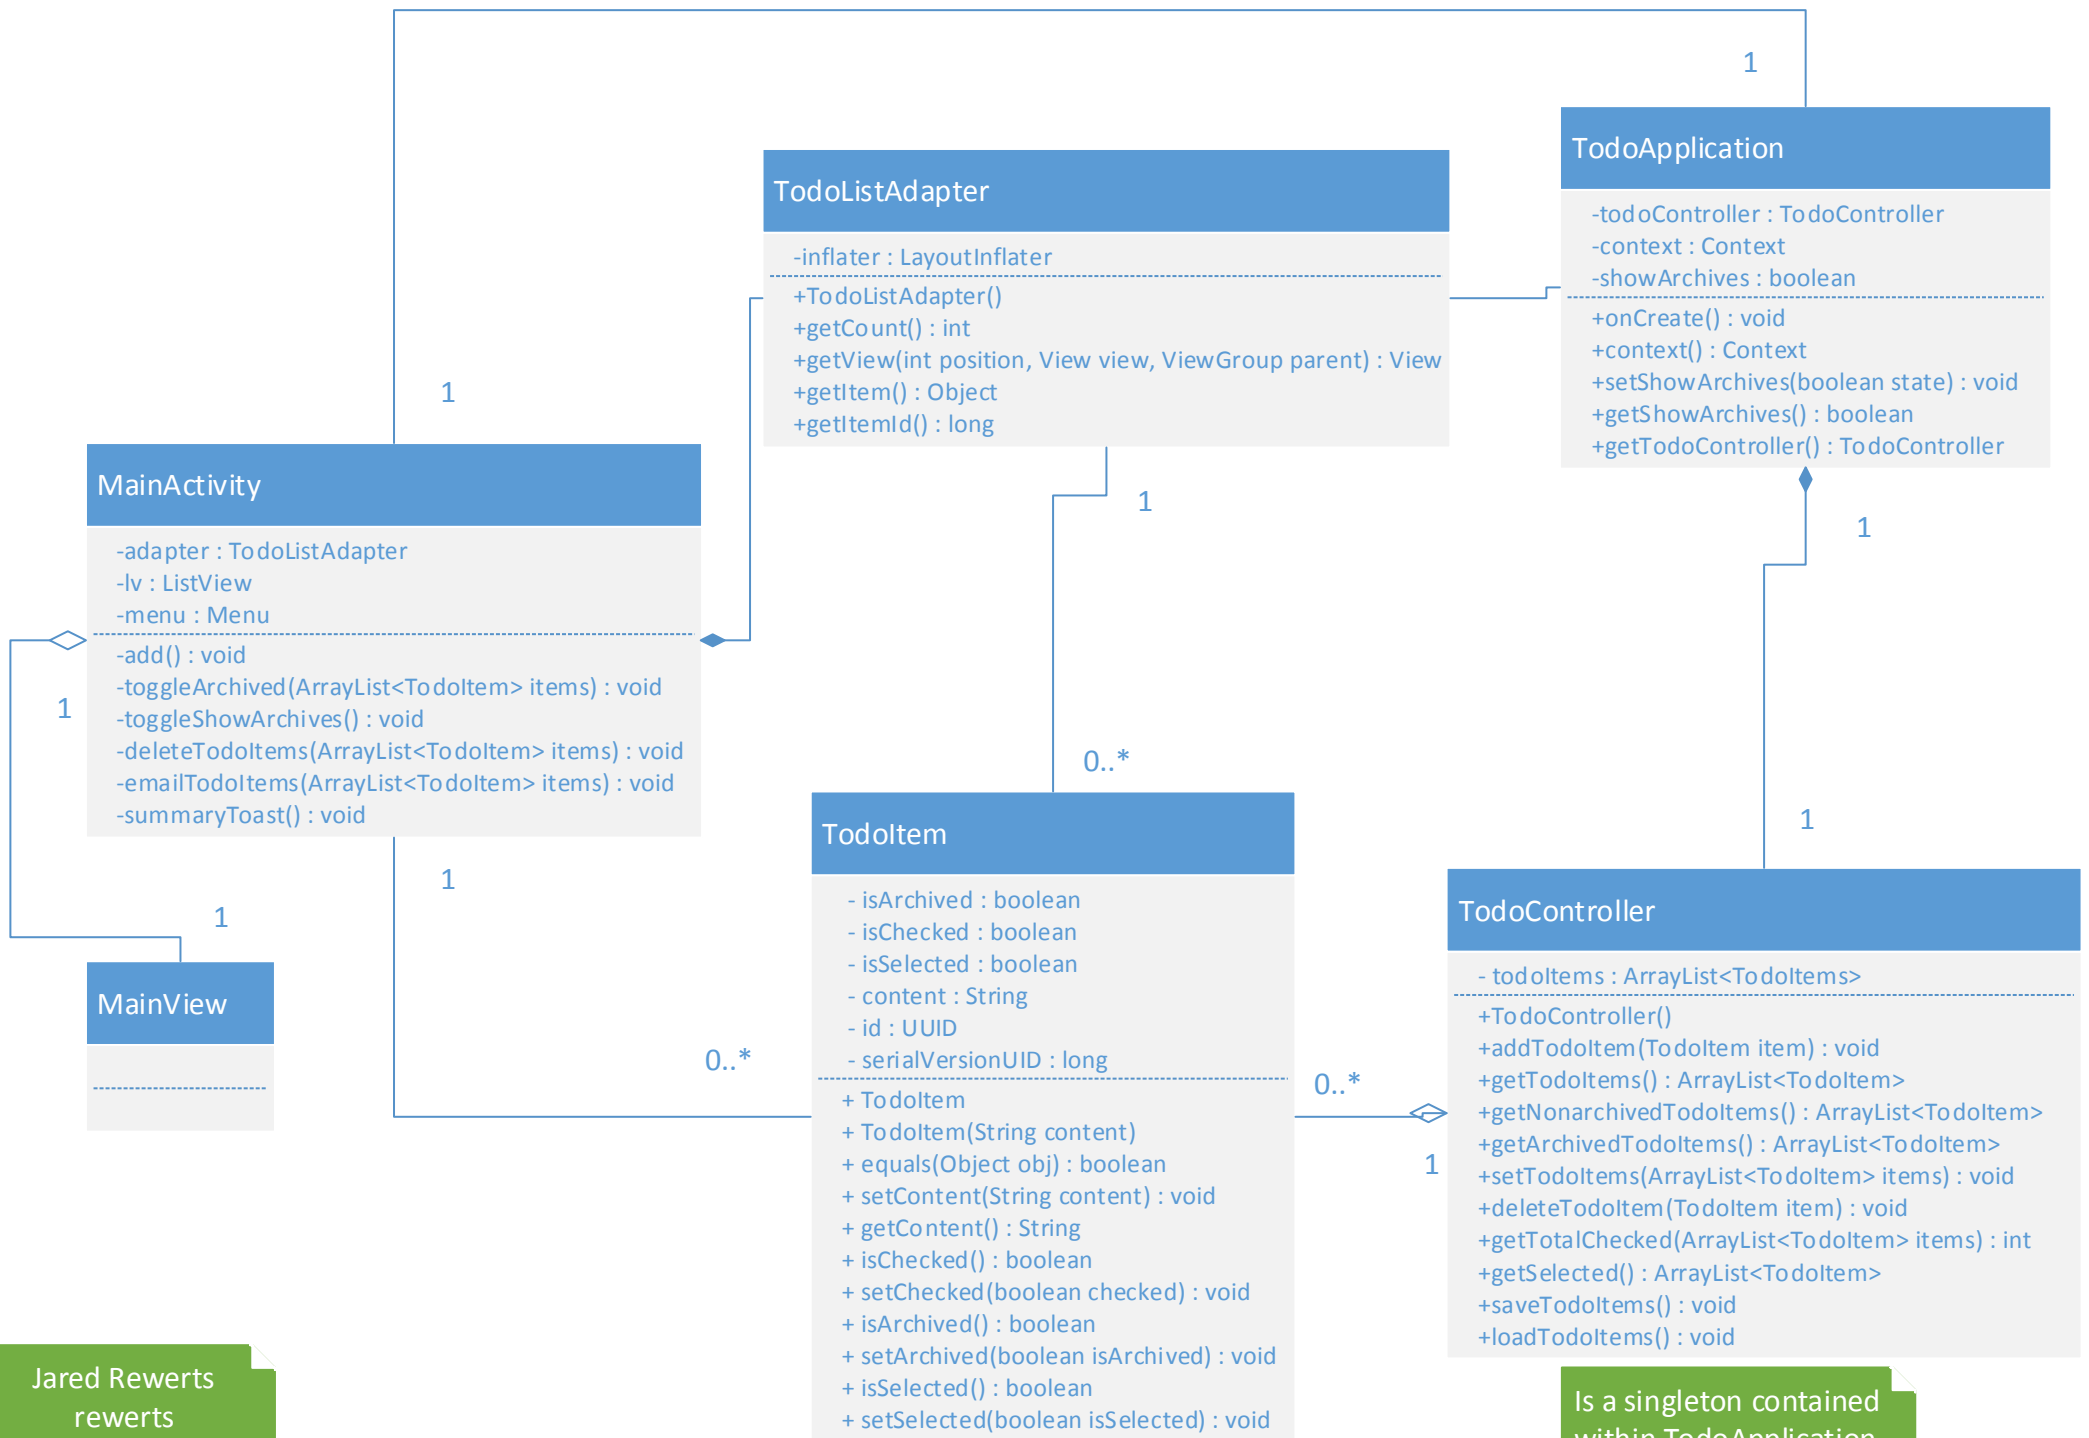 1
TodoApplication
-todoController : TodoController
-context : Context
-showArchives : boolean
+onCreate() : void
+context() : Context
+setShowArchives(boolean state) : void
+getShowArchives() : boolean
+getTodoController() : TodoController
TodoListAdapter
-inflater : LayoutInflater
+TodoListAdapter()
+getCount() : int
+getView(int position, View view, ViewGroup parent) : View
+getItem() : Object
+getItemId() : long
1
MainActivity
-adapter : TodoListAdapter
-lv : ListView
-menu : Menu
-add() : void
-toggleArchived(ArrayList<TodoItem> items) : void
-toggleShowArchives() : void
-deleteTodoItems(ArrayList<TodoItem> items) : void
-emailTodoItems(ArrayList<TodoItem> items) : void
-summaryToast() : void
1
1
1
0..*
1
1
1
MainView
0..*
TodoItem
- isArchived : boolean
- isChecked : boolean
- isSelected : boolean
- content : String
- id : UUID
- serialVersionUID : long
+ TodoItem
+ TodoItem(String content)
+ equals(Object obj) : boolean
+ setContent(String content) : void
+ getContent() : String
+ isChecked() : boolean
+ setChecked(boolean checked) : void
+ isArchived() : boolean
+ setArchived(boolean isArchived) : void
+ isSelected() : boolean
+ setSelected(boolean isSelected) : void
0..*
1
TodoController
- todoItems : ArrayList<TodoItems>
+TodoController()
+addTodoItem(TodoItem item) : void
+getTodoItems() : ArrayList<TodoItem>
+getNonarchivedTodoItems() : ArrayList<TodoItem>
+getArchivedTodoItems() : ArrayList<TodoItem>
+setTodoItems(ArrayList<TodoItem> items) : void
+deleteTodoItem(TodoItem item) : void
+getTotalChecked(ArrayList<TodoItem> items) : int
+getSelected() : ArrayList<TodoItem>
+saveTodoItems() : void
+loadTodoItems() : void
Jared Rewerts
rewerts
Is a singleton contained
within TodoApplication